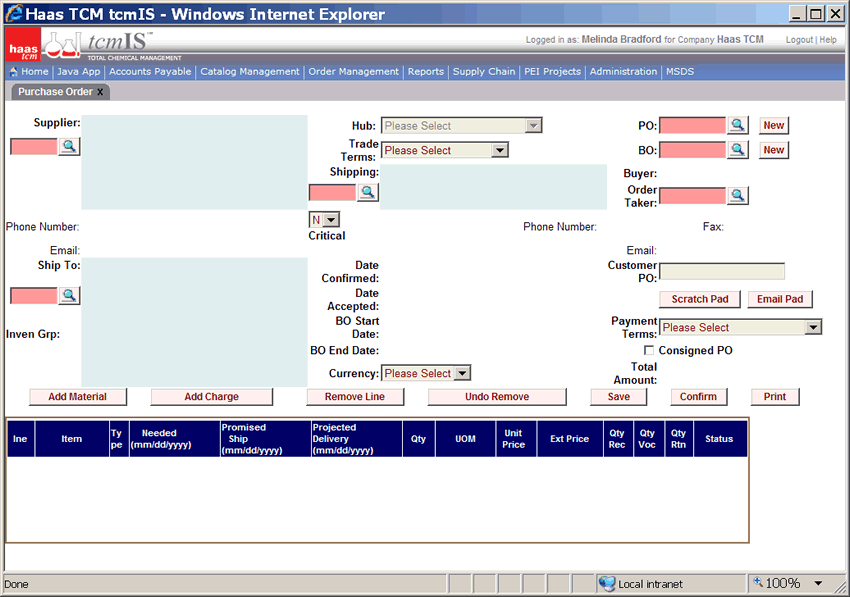 Haas TCM tcmIS - Windows Internet Explorer
haas tcm
tcmIS
TOTAL CHEMICAL MANAGEMENT
Logged in as: Melinda Bradford for Company Haas TCM
Logout | Help
Home | Java App | Accounts Payable | Catalog Management | Order Management | Reports | Supply Chain | PEI Projects | Administration | MSDS
Purchase Order x
Supplier:
Hub: Please Select
PO: New
Trade Terms: Please Select
BO: New
Shipping:
Buyer:
Order Taker:
N
Critical
Phone Number:
Phone Number:
Fax:
Email:
Email:
Ship To:
Date Confirmed:
Customer PO:
Date Accepted:
Scratch Pad
Email Pad
BO Start Date:
Payment Terms: Please Select
Inven Grp:
BO End Date:
Consigned PO
Currency: Please Select
Total Amount:
Add Material
Add Charge
Remove Line
Undo Remove
Save
Confirm
Print
lne
Item
Ty pe
Needed (mm/dd/yyyy)
Promised Ship (mm/dd/yyyy)
Projected Delivery (mm/dd/yyyy)
Qty
UOM
Unit Price
Ext Price
Qty Rec
Qty Voc
Qty Rtn
Status
Done
Local intranet
100%